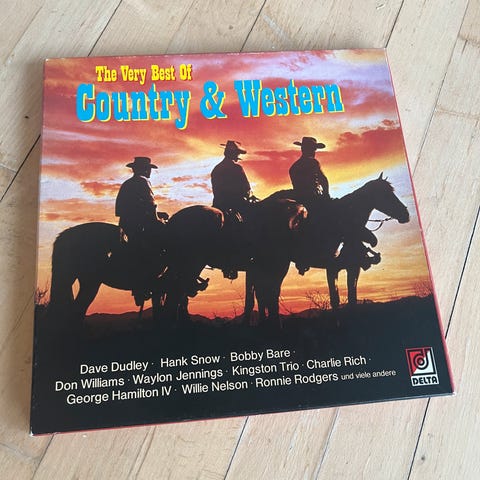 The Very Best Of
Country & Western
Dave Dudley · Hank Snow · Bobby Bare ·
Don Williams · Waylon Jennings · Kingston Trio · Charlie Rich ·
George Hamilton IV · Willie Nelson · Ronnie Rodgers und viele andere
DELTA